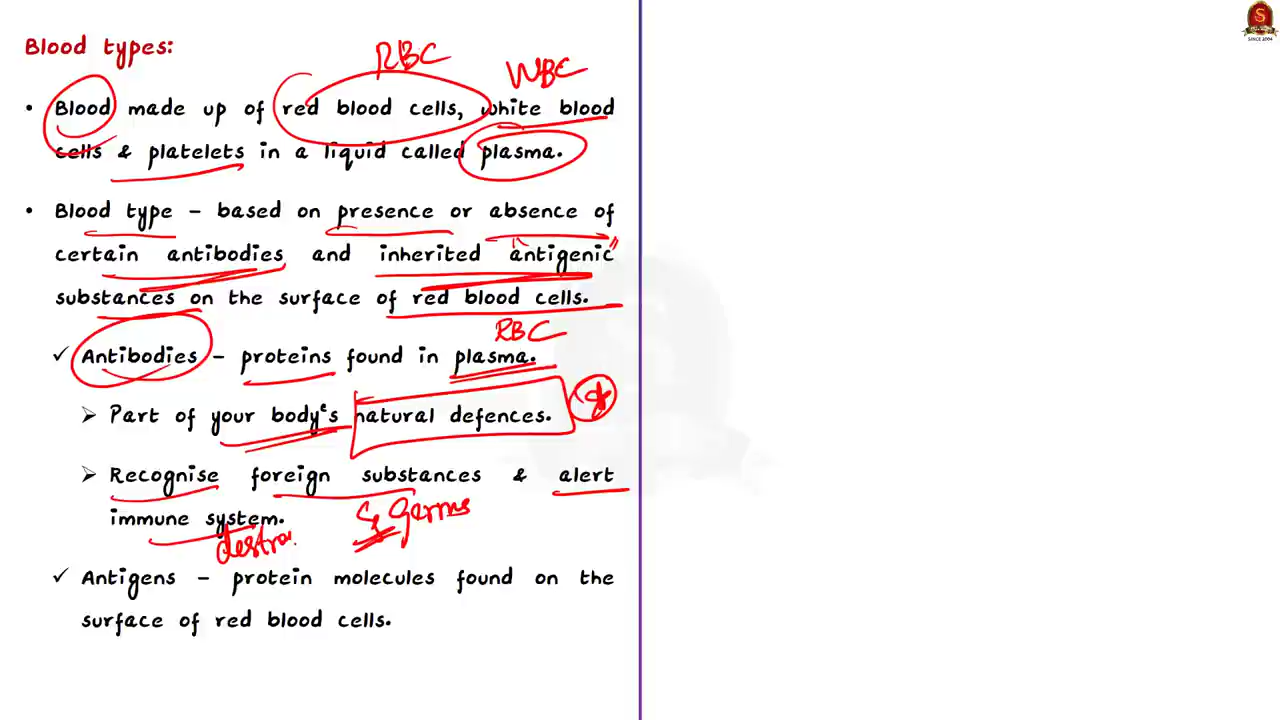 Blood types:
RBC
WBC
• Blood made up of red blood cells, white blood
cells & platelets in a liquid called plasma.
• Blood type – based on presence or absence of
certain antibodies and inherited antigenic
substances on the surface of red blood cells.
RBC
✓ Antibodies – proteins found in plasma.
➢ Part of your body's natural defences.
➢ Recognise foreign substances & alert
immune system.
Germs
✓ Antigens – protein molecules found on the
surface of red blood cells.
S
SINCE 2004